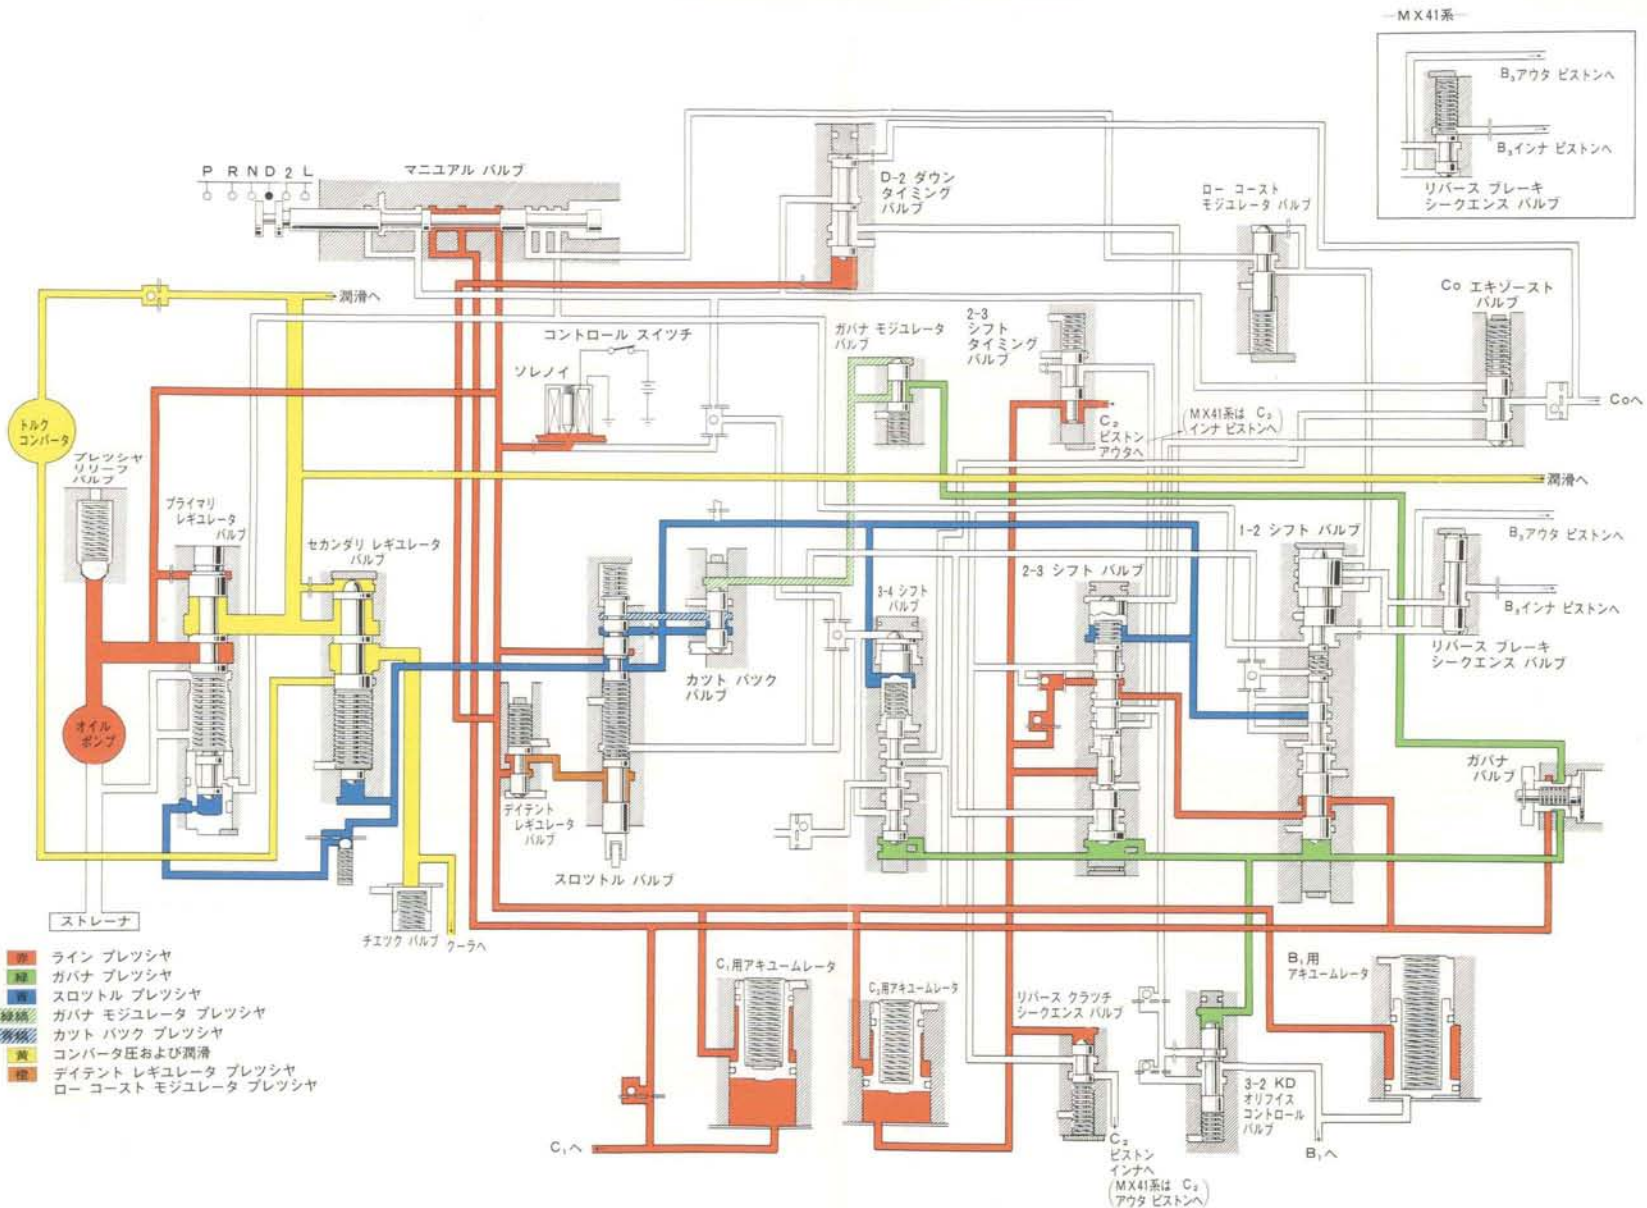 MX41系
B₃アウタ ピストンへ
B₃インナ ピストンへ
リバース ブレーキ
シークエンス バルブ
P R N D 2 L
マニユアル バルブ
D-2 ダウン
タイミング
バルブ
ロー コースト
モジユレータ バルブ
潤滑へ
コントロール スイツチ
ソレノイ
ガバナ モジユレータ
バルブ
2-3
シフト
タイミング
バルブ
Co エキゾースト
バルブ
Coへ
C₂
ピストン
アウタへ
(MX41系は C₂
インナ ピストンへ)
トルク
コンバータ
プレツシヤ
リリーフ
バルブ
プライマリ
レギユレータ
バルブ
セカンダリ レギユレータ
バルブ
潤滑へ
1-2 シフト バルブ
B₃アウタ ピストンへ
B₃インナ ピストンへ
リバース ブレーキ
シークエンス バルブ
2-3 シフト バルブ
3-4 シフト
バルブ
カツト バツク
バルブ
オイル
ポンプ
ガバナ
バルブ
デイテント
レギユレータ
バルブ
スロツトル バルブ
ストレーナ
チエツク バルブ
クーラへ
赤 ライン プレツシヤ
緑 ガバナ プレツシヤ
青 スロツトル プレツシヤ
緑縞 ガバナ モジユレータ プレツシヤ
青縞 カツト バツク プレツシヤ
黄 コンバータ圧および潤滑
橙 デイテント レギユレータ プレツシヤ
ロー コースト モジユレータ プレツシヤ
C₁用アキユームレータ
C₂用アキユームレータ
リバース クラツチ
シークエンス バルブ
B₁用
アキユームレータ
3-2 KD
オリフイス
コントロール
バルブ
C₁へ
C₂
ピストン
インナへ
(MX41系は C₂
アウタ ピストンへ)
B₁へ